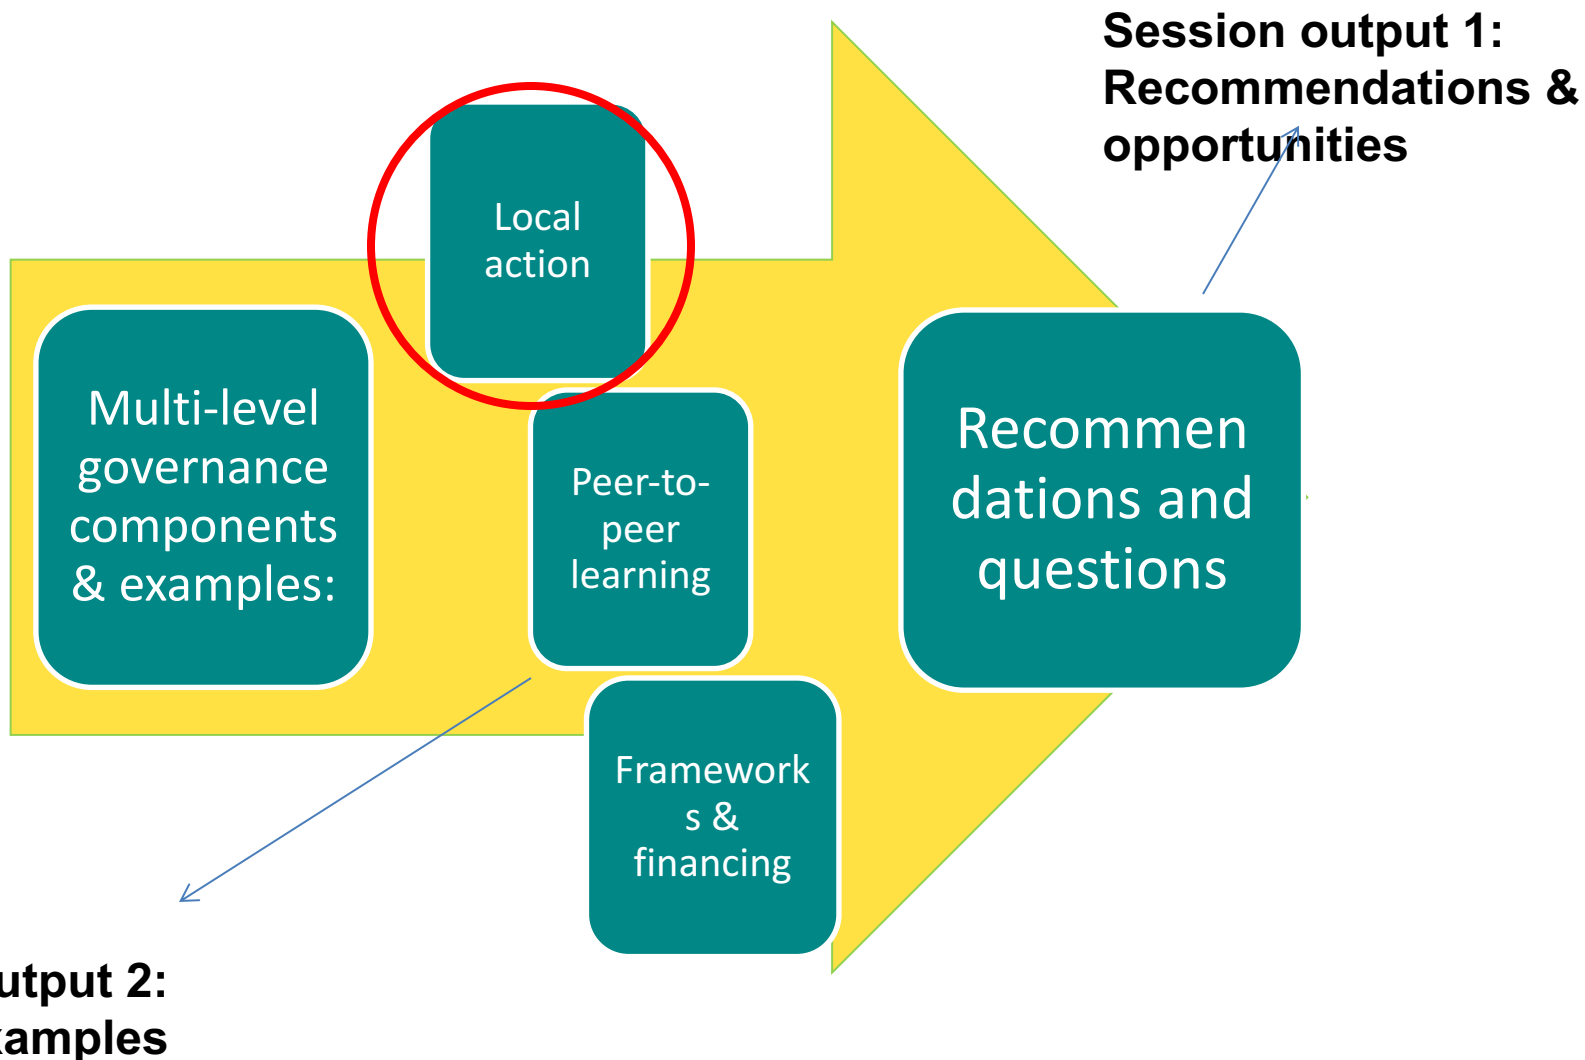 Session output 1:
Recommendations &
opportunities
Local
action
Multi-level
governance
components
& examples:
Peer-to-
peer
learning
Recommen
dations and
questions
Framework
s &
financing
utput 2:
xamples